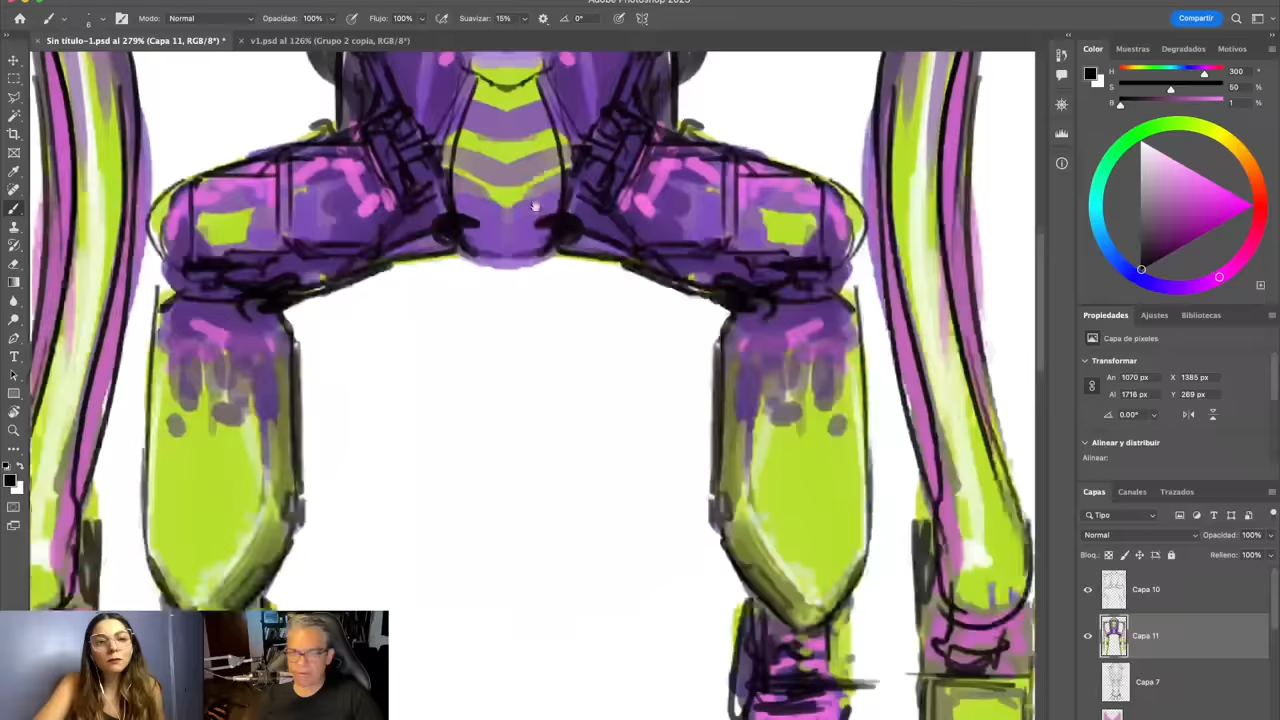 Adobe Photoshop 2023
6
Modo: Normal
Opacidad: 100%
Flujo: 100%
Suavizar: 15%
0°
Compartir
× Sin título-1.psd al 279% (Capa 11, RGB/8*) *
× v1.psd al 126% (Grupo 2 copia, RGB/8*)
Color
Muestras
Degradados
Motivos
H
300
°
S
50
%
B
1
%
Propiedades
Ajustes
Bibliotecas
Capa de píxeles
Transformar
An
1070 px
X
1385 px
Al
1716 px
Y
269 px
0.00°
Alinear y distribuir
Alinear:
Capas
Canales
Trazados
Tipo
Normal
Opacidad: 100%
Bloq.:
Relleno: 100%
Capa 10
Capa 11
Capa 7